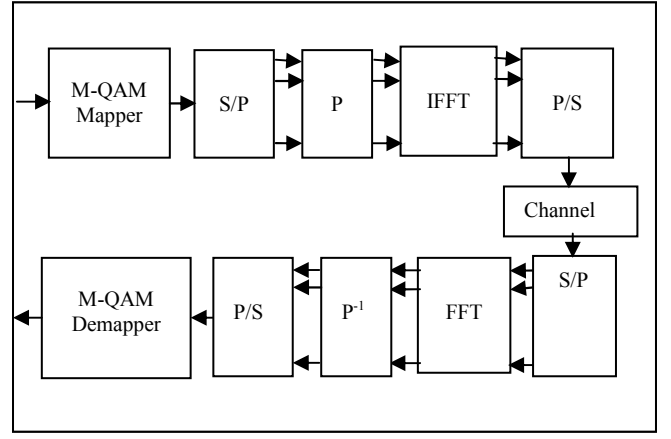 M-QAM
Mapper
S/P
P
IFFT
P/S
Channel
S/P
FFT
P-1
P/S
M-QAM
Demapper